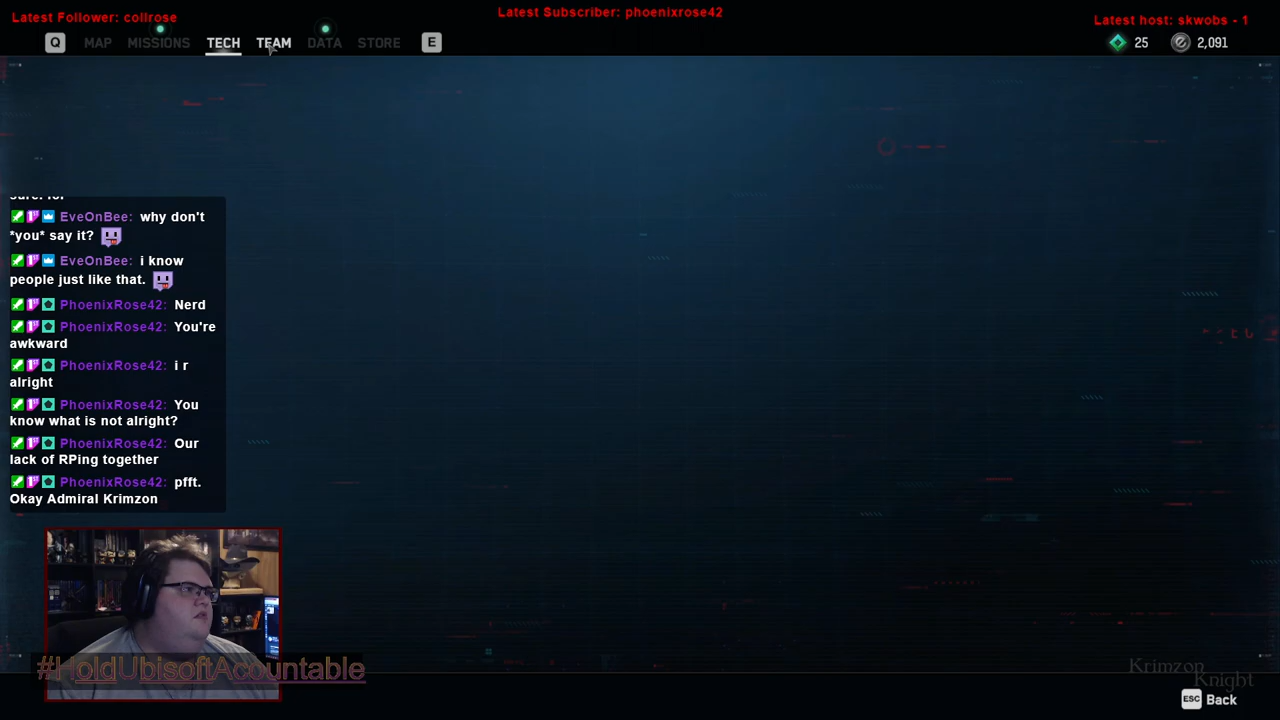 Latest Follower: collrose
Latest Subscriber: phoenixrose42
Latest host: skwobs - 1
Q MAP MISSIONS TECH TEAM DATA STORE E
25 2,091
EveOnBee: why don't
*you* say it?
EveOnBee: i know
people just like that.
PhoenixRose42: Nerd
PhoenixRose42: You're
awkward
PhoenixRose42: i r
alright
PhoenixRose42: You
know what is not alright?
PhoenixRose42: Our
lack of RPing together
PhoenixRose42: pfft.
Okay Admiral Krimzon
#HoldUbisoftAcountable
Krimzon
Knight
ESC Back